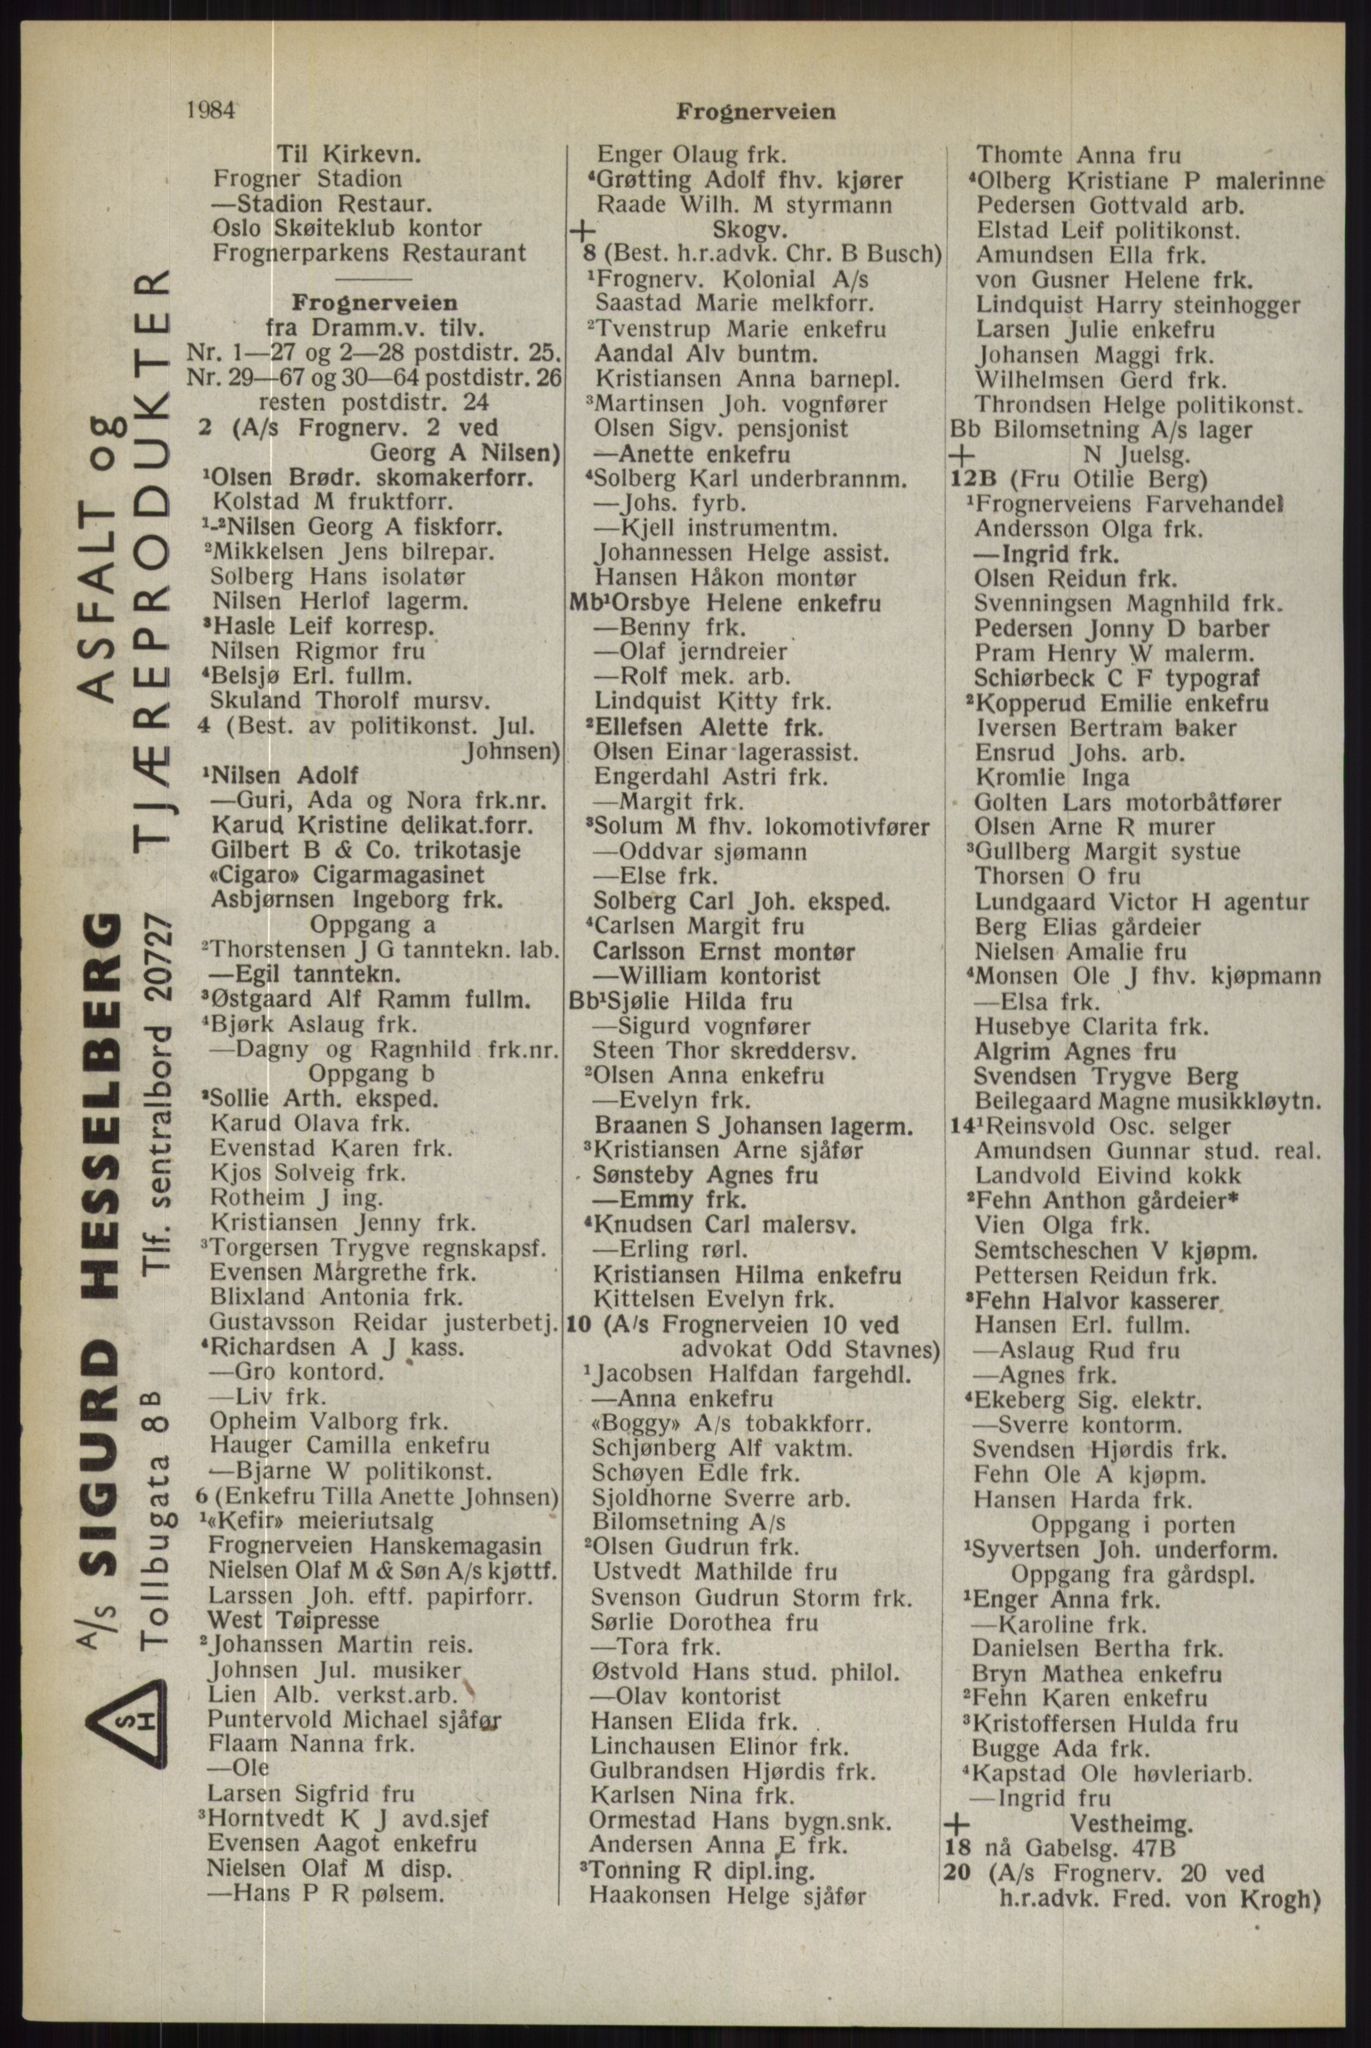 1984
Frognerveien
Til Kirkevn.
Frogner Stadion
—Stadion Restaur.
Oslo Skøiteklub kontor
Frognerparkens Restaurant
Frognerveien
fra Dramm.v. tilv.
Nr. 1—27 og 2—28 postdistr. 25.
Nr. 29—67 og 30—64 postdistr. 26
resten postdistr. 24
2 (A/s Frognerv. 2 ved
Georg A Nilsen)
¹Olsen Brødr. skomakerforr.
Kolstad M fruktforr.
¹-²Nilsen Georg A fiskforr.
²Mikkelsen Jens bilrepar.
Solberg Hans isolatør
Nilsen Herlof lagerm.
³Hasle Leif korresp.
Nilsen Rigmor fru
⁴Belsjø Erl. fullm.
Skuland Thorolf mursv.
4 (Best. av politikonst. Jul.
Johnsen)
¹Nilsen Adolf
—Guri, Ada og Nora frk.nr.
Karud Kristine delikat.forr.
Gilbert B & Co. trikotasje
«Cigaro» Cigarmagasinet
Asbjørnsen Ingeborg frk.
Oppgang a
²Thorstensen J G tanntekn. lab.
—Egil tanntekn.
³Østgaard Alf Ramm fullm.
⁴Bjørk Aslaug frk.
—Dagny og Ragnhild frk.nr.
Oppgang b
²Sollie Arth. eksped.
Karud Olava frk.
Evenstad Karen frk.
Kjos Solveig frk.
Rotheim J ing.
Kristiansen Jenny frk.
³Torgersen Trygve regnskapsf.
Evensen Margrethe frk.
Blixland Antonia frk.
Gustavsson Reidar justerbetj.
⁴Richardsen A J kass.
—Gro kontord.
—Liv frk.
Opheim Valborg frk.
Hauger Camilla enkefru
—Bjarne W politikonst.
6 (Enkefru Tilla Anette Johnsen)
¹«Kefir» meieriutsalg
Frognerveien Hanskemagasin
Nielsen Olaf M & Søn A/s kjøttf.
Larssen Joh. eftf. papirforr.
West Tøipresse
²Johanssen Martin reis.
Johnsen Jul. musiker
Lien Alb. verkst.arb.
Puntervold Michael sjåfør
Flaam Nanna frk.
—Ole
Larsen Sigfrid fru
³Horntvedt K J avd.sjef
Evensen Aagot enkefru
Nielsen Olaf M disp.
—Hans P R pølsem.
Enger Olaug frk.
⁴Grøtting Adolf fhv. kjører
Raade Wilh. M styrmann
+ Skogv.
8 (Best. h.r.advk. Chr. B Busch)
¹Frognerv. Kolonial A/s
Saastad Marie melkforr.
²Tvenstrup Marie enkefru
Aandal Alv buntm.
Kristiansen Anna barnepl.
³Martinsen Joh. vognfører
Olsen Sigv. pensjonist
—Anette enkefru
⁴Solberg Karl underbrannm.
—Johs. fyrb.
—Kjell instrumentm.
Johannessen Helge assist.
Hansen Håkon montør
Mb¹Orsbye Helene enkefru
—Benny frk.
—Olaf jerndreier
—Rolf mek. arb.
Lindquist Kitty frk.
²Ellefsen Alette frk.
Olsen Einar lagerassist.
Engerdahl Astri frk.
—Margit frk.
³Solum M fhv. lokomotivfører
—Oddvar sjømann
—Else frk.
Solberg Carl Joh. eksped.
⁴Carlsen Margit fru
Carlsson Ernst montør
—William kontorist
Bb¹Sjølie Hilda fru
—Sigurd vognfører
Steen Thor skreddersv.
²Olsen Anna enkefru
—Evelyn frk.
Braanen S Johansen lagerm.
³Kristiansen Arne sjåfør
Sønsteby Agnes fru
—Emmy frk.
⁴Knudsen Carl malersv.
—Erling rørl.
Kristiansen Hilma enkefru
Kittelsen Evelyn frk.
10 (A/s Frognerveien 10 ved
advokat Odd Stavnes)
¹Jacobsen Halfdan fargehdl.
—Anna enkefru
«Boggy» A/s tobakkforr.
Schjønberg Alf vaktm.
Schøyen Edle frk.
Sjoldhorne Sverre arb.
Bilomsetning A/s
²Olsen Gudrun frk.
Ustvedt Mathilde fru
Svenson Gudrun Storm frk.
Sørlie Dorothea fru
—Tora frk.
Østvold Hans stud. philol.
—Olav kontorist
Hansen Elida frk.
Linchausen Elinor frk.
Gulbrandsen Hjørdis frk.
Karlsen Nina frk.
Ormestad Hans bygn.snk.
Andersen Anna E frk.
³Tonning R dipl.ing.
Haakonsen Helge sjåfør
Thomte Anna fru
⁴Olberg Kristiane P malerinne
Pedersen Gottvald arb.
Elstad Leif politikonst.
Amundsen Ella frk.
von Gusner Helene frk.
Lindquist Harry steinhogger
Larsen Julie enkefru
Johansen Maggi frk.
Wilhelmsen Gerd frk.
Throndsen Helge politikonst.
Bb Bilomsetning A/s lager
+ N Juelsg.
12B (Fru Otilie Berg)
¹Frognerveiens Farvehandel
Andersson Olga frk.
—Ingrid frk.
Olsen Reidun frk.
Svenningsen Magnhild frk.
Pedersen Jonny D barber
Pram Henry W malerm.
Schiørbeck C F typograf
²Kopperud Emilie enkefru
Iversen Bertram baker
Ensrud Johs. arb.
Kromlie Inga
Golten Lars motorbåtfører
Olsen Arne R murer
³Gullberg Margit systue
Thorsen O fru
Lundgaard Victor H agentur
Berg Elias gårdeier
Nielsen Amalie fru
⁴Monsen Ole J fhv. kjøpmann
—Elsa frk.
Husebye Clarita frk.
Algrim Agnes fru
Svendsen Trygve Berg
Beilegaard Magne musikkløytn.
14¹Reinsvold Osc. selger
Amundsen Gunnar stud. real.
Landvold Eivind kokk
²Fehn Anthon gårdeier*
Vien Olga frk.
Semtscheschen V kjøpm.
Pettersen Reidun frk.
³Fehn Halvor kasserer
Hansen Erl. fullm.
—Aslaug Rud fru
—Agnes frk.
⁴Ekeberg Sig. elektr.
—Sverre kontorm.
Svendsen Hjørdis frk.
Fehn Ole A kjøpm.
Hansen Harda frk.
Oppgang i porten
¹Syvertsen Joh. underform.
Oppgang fra gårdspl.
¹Enger Anna frk.
—Karoline frk.
Danielsen Bertha frk.
Bryn Mathea enkefru
²Fehn Karen enkefru
³Kristoffersen Hulda fru
Bugge Ada frk.
⁴Kapstad Ole høvleriarb.
—Ingrid fru
+ Vestheimg.
18 nå Gabelsg. 47B
20 (A/s Frognerv. 20 ved
h.r.advk. Fred. von Krogh)
A/s SIGURD HESSELBERG ASFALT og
Tollbugata 8B Tlf. sentralbord 20727 TJÆREPRODUKTER
SH